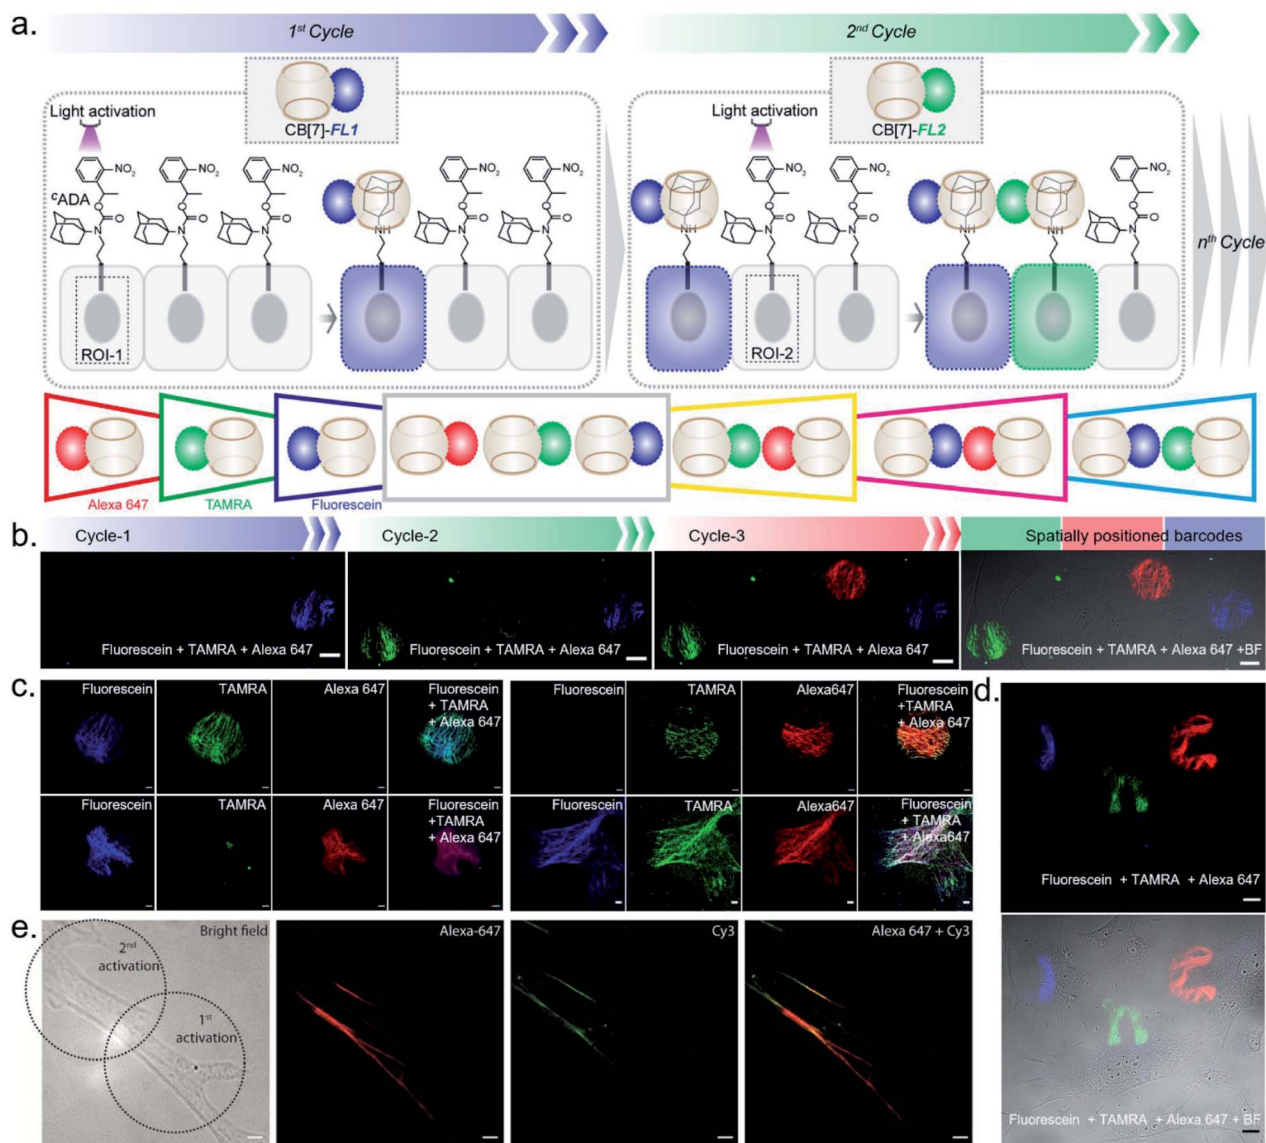 a.
1st Cycle
2nd Cycle
Light activation
CB[7]-FL1
Light activation
CB[7]-FL2
NO2
NO2
NO2
NO2
NO2
NO2
NO2
NO2
cADA
O
O
N
O
O
N
O
O
N
NH
O
O
N
O
O
N
NH
O
O
N
O
O
N
NH
NH
O
O
N
nth Cycle
ROI-1
ROI-2
Alexa 647
TAMRA
Fluorescein
b.
Cycle-1
Cycle-2
Cycle-3
Spatially positioned barcodes
Fluorescein + TAMRA + Alexa 647
Fluorescein + TAMRA + Alexa 647
Fluorescein + TAMRA + Alexa 647
Fluorescein + TAMRA + Alexa 647 +BF
c.
Fluorescein
TAMRA
Alexa 647
Fluorescein
+ TAMRA
+ Alexa 647
Fluorescein
TAMRA
Alexa647
Fluorescein
+TAMRA
+ Alexa 647
Fluorescein
TAMRA
Alexa 647
Fluorescein
+TAMRA
+ Alexa 647
Fluorescein
TAMRA
Alexa647
Fluorescein
+ TAMRA
+ Alexa647
d.
Fluorescein + TAMRA + Alexa 647
Fluorescein + TAMRA + Alexa 647 + BF
e.
Bright field
2nd
activation
1st
activation
Alexa-647
Cy3
Alexa 647 + Cy3